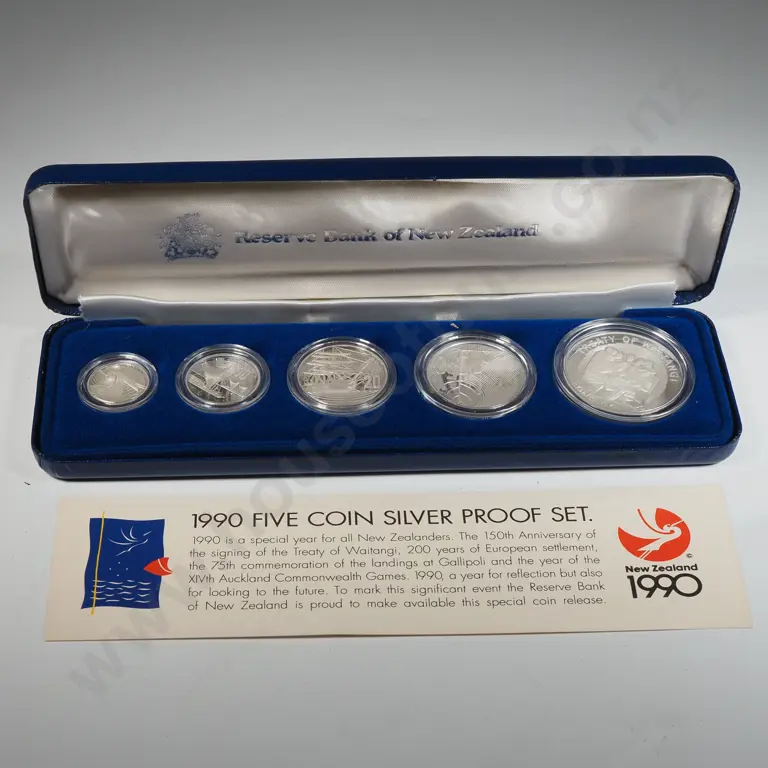 Reserve Bank of New Zealand
20
TREATY OF WAITANGI
1990 FIVE COIN SILVER PROOF SET.
1990 is a special year for all New Zealanders. The 150th Anniversary of
the signing of the Treaty of Waitangi, 200 years of European settlement,
the 75th commemoration of the landings at Gallipoli and the year of the
XIVth Auckland Commonwealth Games. 1990, a year for reflection but also
for looking to the future. To mark this significant event the Reserve Bank
of New Zealand is proud to make available this special coin release.
©
New Zealand
1990